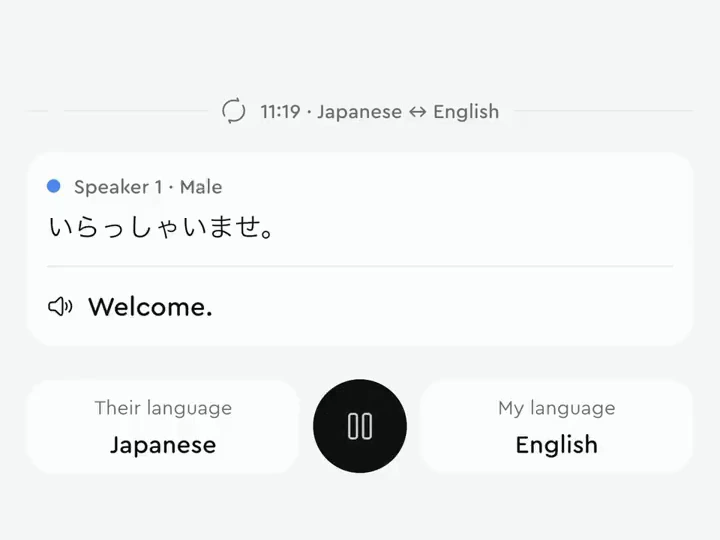 11:19 · Japanese ↔ English
Speaker 1 · Male
いらっしゃいませ。
Welcome.
Their language
Japanese
My language
English